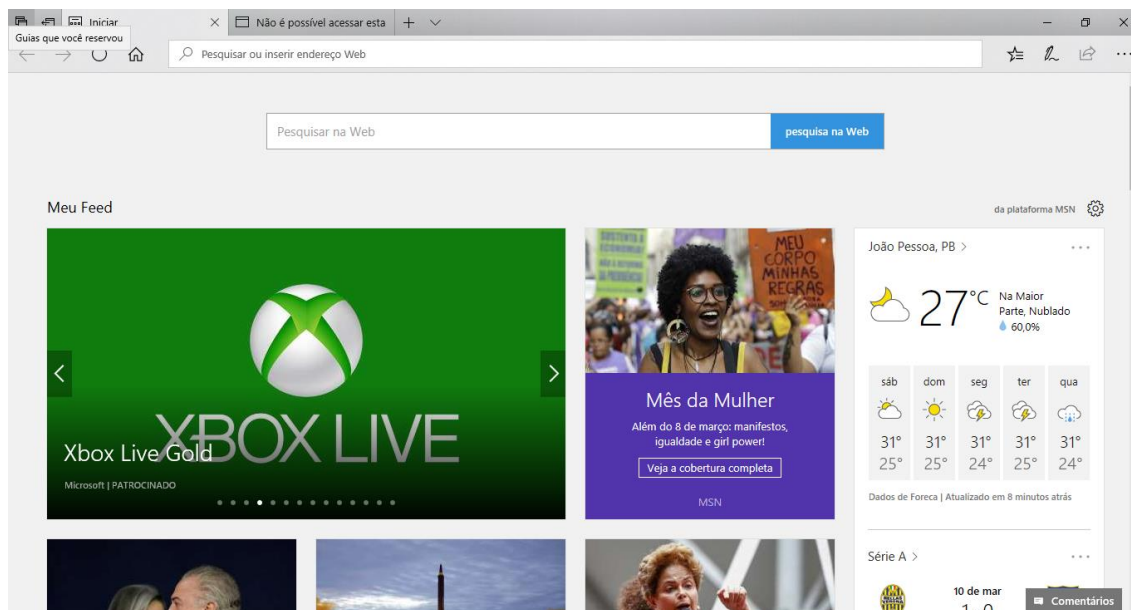 Iniciar
Não é possível acessar esta
Guias que você reservou
Pesquisar ou inserir endereço Web
Pesquisar na Web
pesquisa na Web
Meu Feed
da plataforma MSN
XBOX LIVE
Xbox Live Gold
Microsoft | PATROCINADO
MEU
CORPO
MINHAS
REGRAS
Mês da Mulher
Além do 8 de março: manifestos,
igualdade e girl power!
Veja a cobertura completa
MSN
João Pessoa, PB >
27°C
Na Maior
Parte, Nublado
60,0%
sáb dom seg ter qua
31° 31° 31° 31° 31°
25° 25° 24° 25° 24°
Dados de Foreca | Atualizado em 8 minutos atrás
Série A >
10 de mar
1 0
Comentários